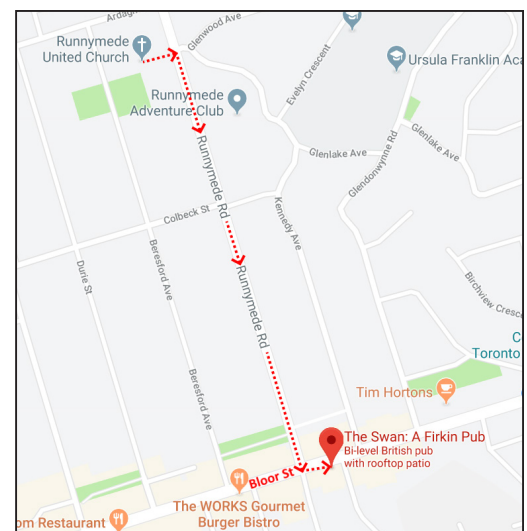 Ardagh
Glenwood Ave
Runnymede
United Church
Evelyn Crescent
Ursula Franklin Aca
Runnymede
Adventure Club
Runnymede Rd
Glenlake Ave
Glenlake Ave
Glendonwynne Rd
Colbeck St
Kennedy Ave
Durie St
Beresford Ave
Runnymede Rd
Birchview Cresc
C
Toronto
Beresford Ave
Tim Hortons
The Swan: A Firkin Pub
Bi-level British pub
with rooftop patio
Bloor St
The WORKS Gourmet
Burger Bistro
om Restaurant